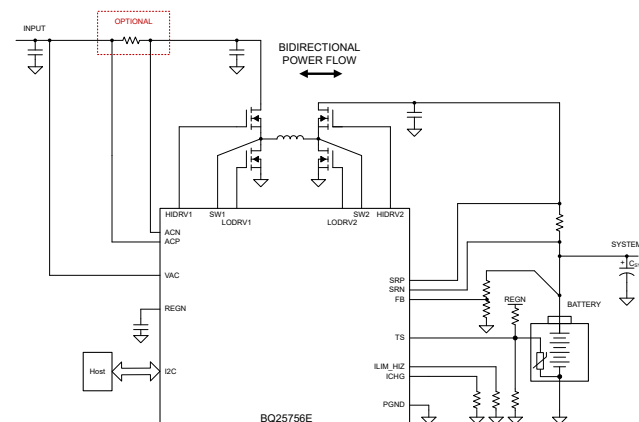 INPUT
OPTIONAL
BIDIRECTIONAL
POWER FLOW
HIDRV1
SW1
LODRV1
LODRV2
SW2
HIDRV2
ACN
ACP
VAC
REGN
Host
I2C
SRP
SRN
FB
TS
ILIM_HIZ
ICHG
PGND
REGN
BATTERY
SYSTEM
+
BQ25756E